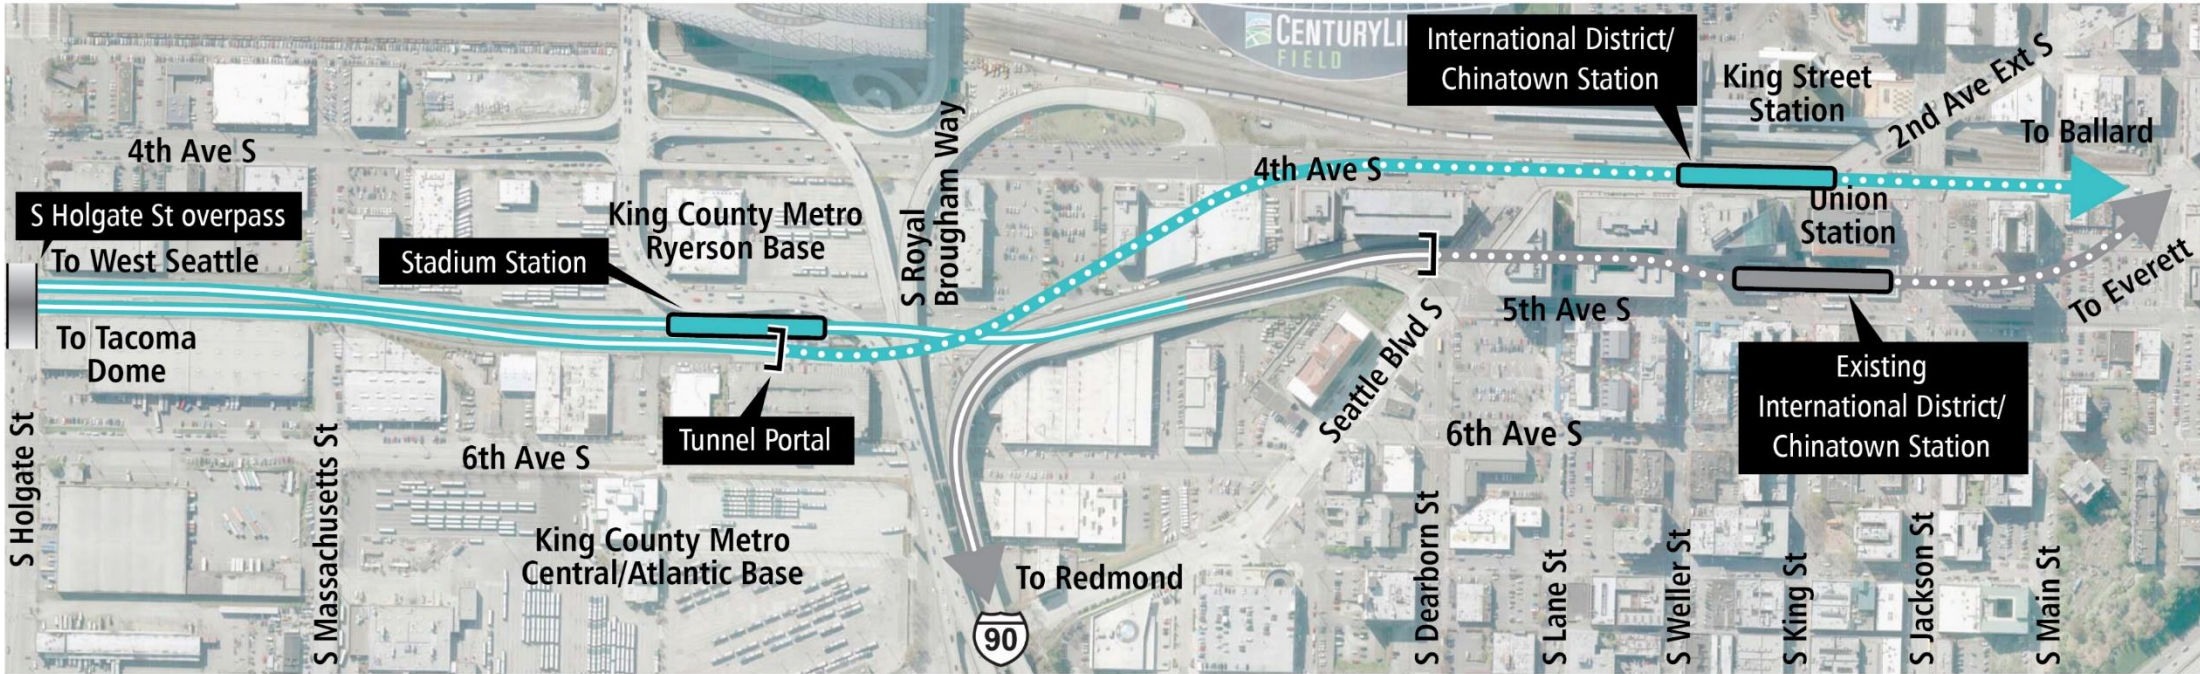 CENTURYLI
FIELD
International District/
Chinatown Station
King Street
Station
2nd Ave Ext S
To Ballard
4th Ave S
4th Ave S
S Holgate St overpass
To West Seattle
King County Metro
Ryerson Base
Stadium Station
S Royal
Brougham Way
Union
Station
To Everett
5th Ave S
To Tacoma
Dome
Existing
International District/
Chinatown Station
Seattle Blvd S
Tunnel Portal
6th Ave S
6th Ave S
King County Metro
Central/Atlantic Base
To Redmond
90
S Holgate St
S Massachusetts St
S Dearborn St
S Lane St
S Weller St
S King St
S Jackson St
S Main St